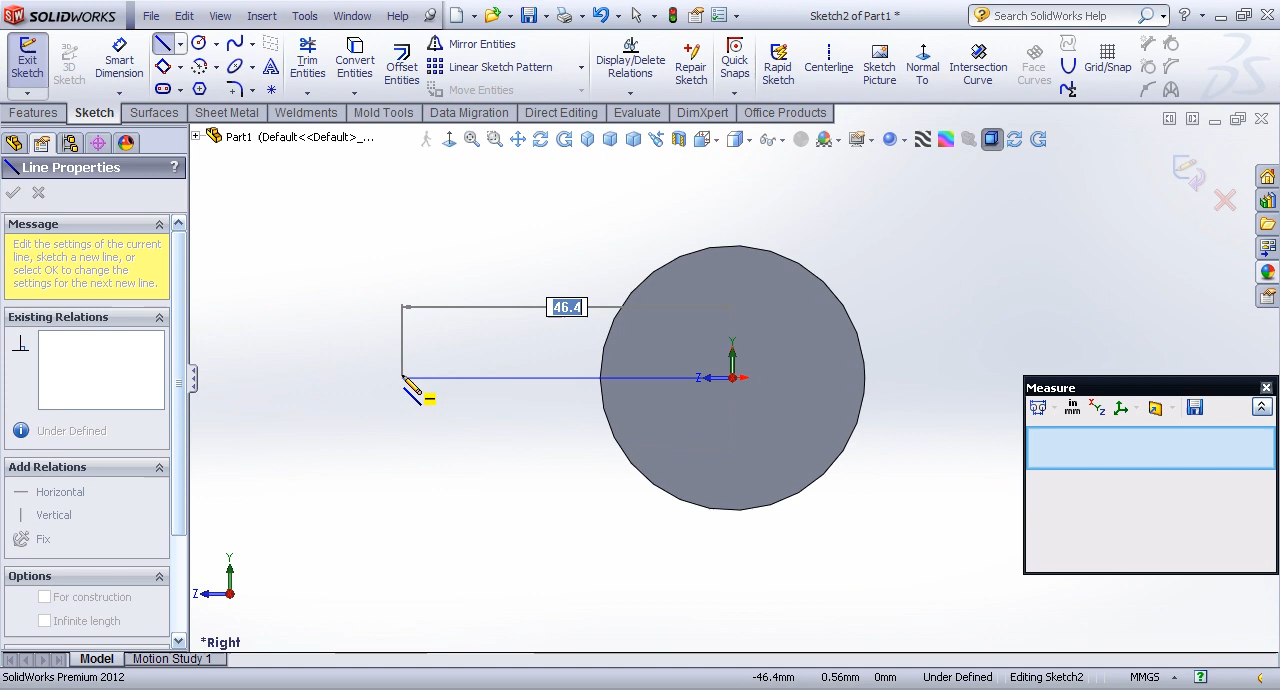 SOLIDWORKS File Edit View Insert Tools Window Help Sketch2 of Part1 * Search SolidWorks Help
Exit Sketch 3D Sketch Smart Dimension Trim Entities Convert Entities Offset Entities Mirror Entities Display/Delete Relations Repair Sketch Quick Snaps Rapid Sketch Centerline Sketch Picture Normal To Intersection Curve Face Curves Grid/Snap
Linear Sketch Pattern
Move Entities
Features Sketch Surfaces Sheet Metal Weldments Mold Tools Data Migration Direct Editing Evaluate DimXpert Office Products
Part1 (Default<<Default>_...
Line Properties ?
Message
Edit the settings of the current
line, sketch a new line, or
select OK to change the
settings for the next new line.
Existing Relations
Under Defined
Add Relations
Horizontal
Vertical
Fix
Options
For construction
Infinite length
46.4
Y
Z
Measure
in
mm
XYZ
Y
Z
*Right
Model Motion Study 1
SolidWorks Premium 2012 -46.4mm 0.56mm 0mm Under Defined Editing Sketch2 MMGS ?